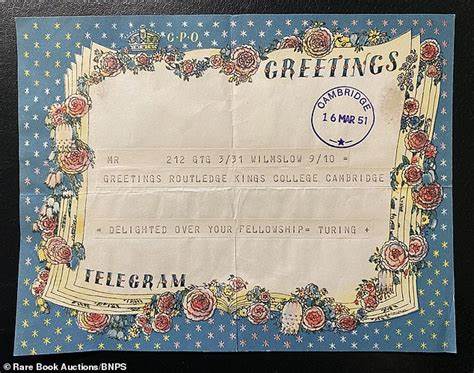 G·P·O
GREETINGS
CAMBRIDGE
16 MAR 51
MR 212 GTG 3/31 WILMSLOW 9/10 =
GREETINGS ROUTLEDGE KINGS COLLEGE CAMBRIDGE
= DELIGHTED OVER YOUR FELLOWSHIP= TURING +
TELEGRAM
© Rare Book Auctions/BNPS